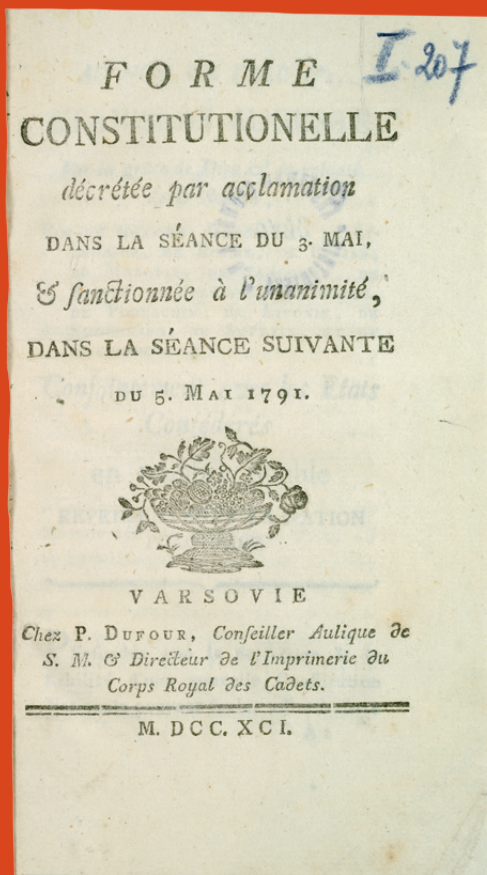 I 207
FORME
CONSTITUTIONELLE
décrétée par acclamation
DANS LA SÉANCE DU 3. MAI,
& ſanctionnée à l'unanimité,
DANS LA SÉANCE SUIVANTE
DU 5. MAI 1791.
VARSOVIE
Chez P. DUFOUR, Conſeiller Aulique de
S. M. & Directeur de l'Imprimerie du
Corps Royal des Cadets.
M. DCC. XCI.